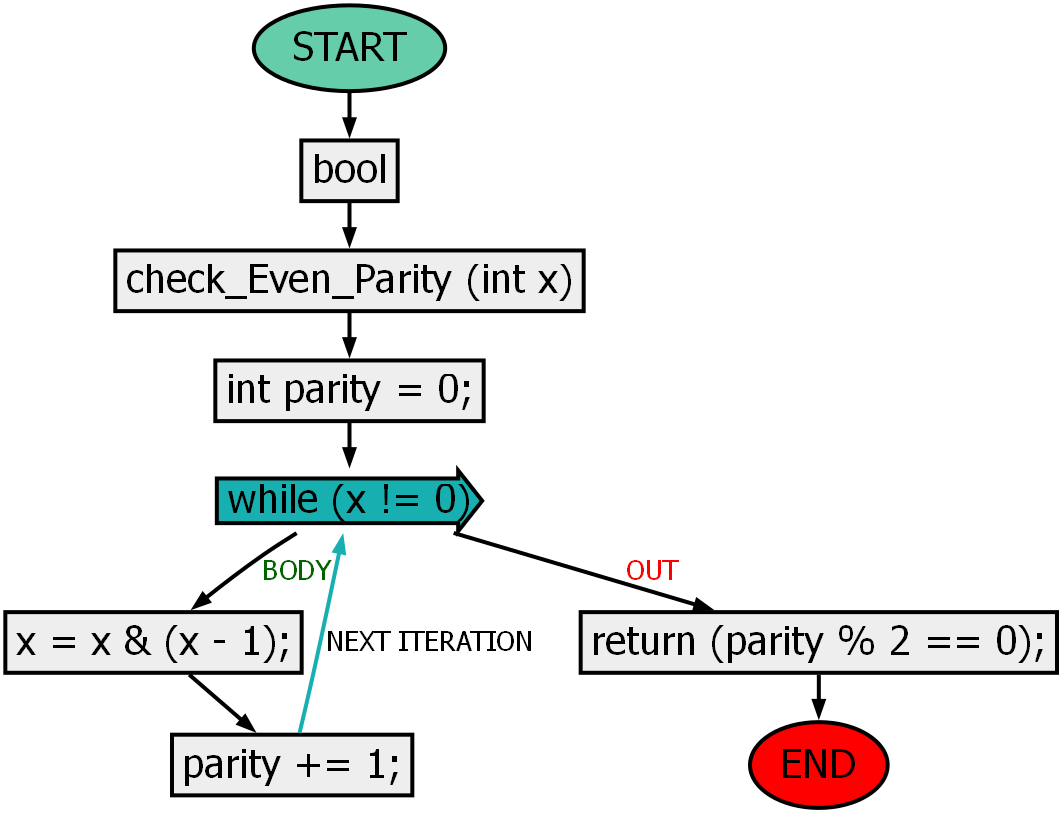 START
bool
check_Even_Parity (int x)
int parity = 0;
while (x != 0)
BODY
OUT
x = x & (x - 1);
NEXT ITERATION
return (parity % 2 == 0);
parity += 1;
END